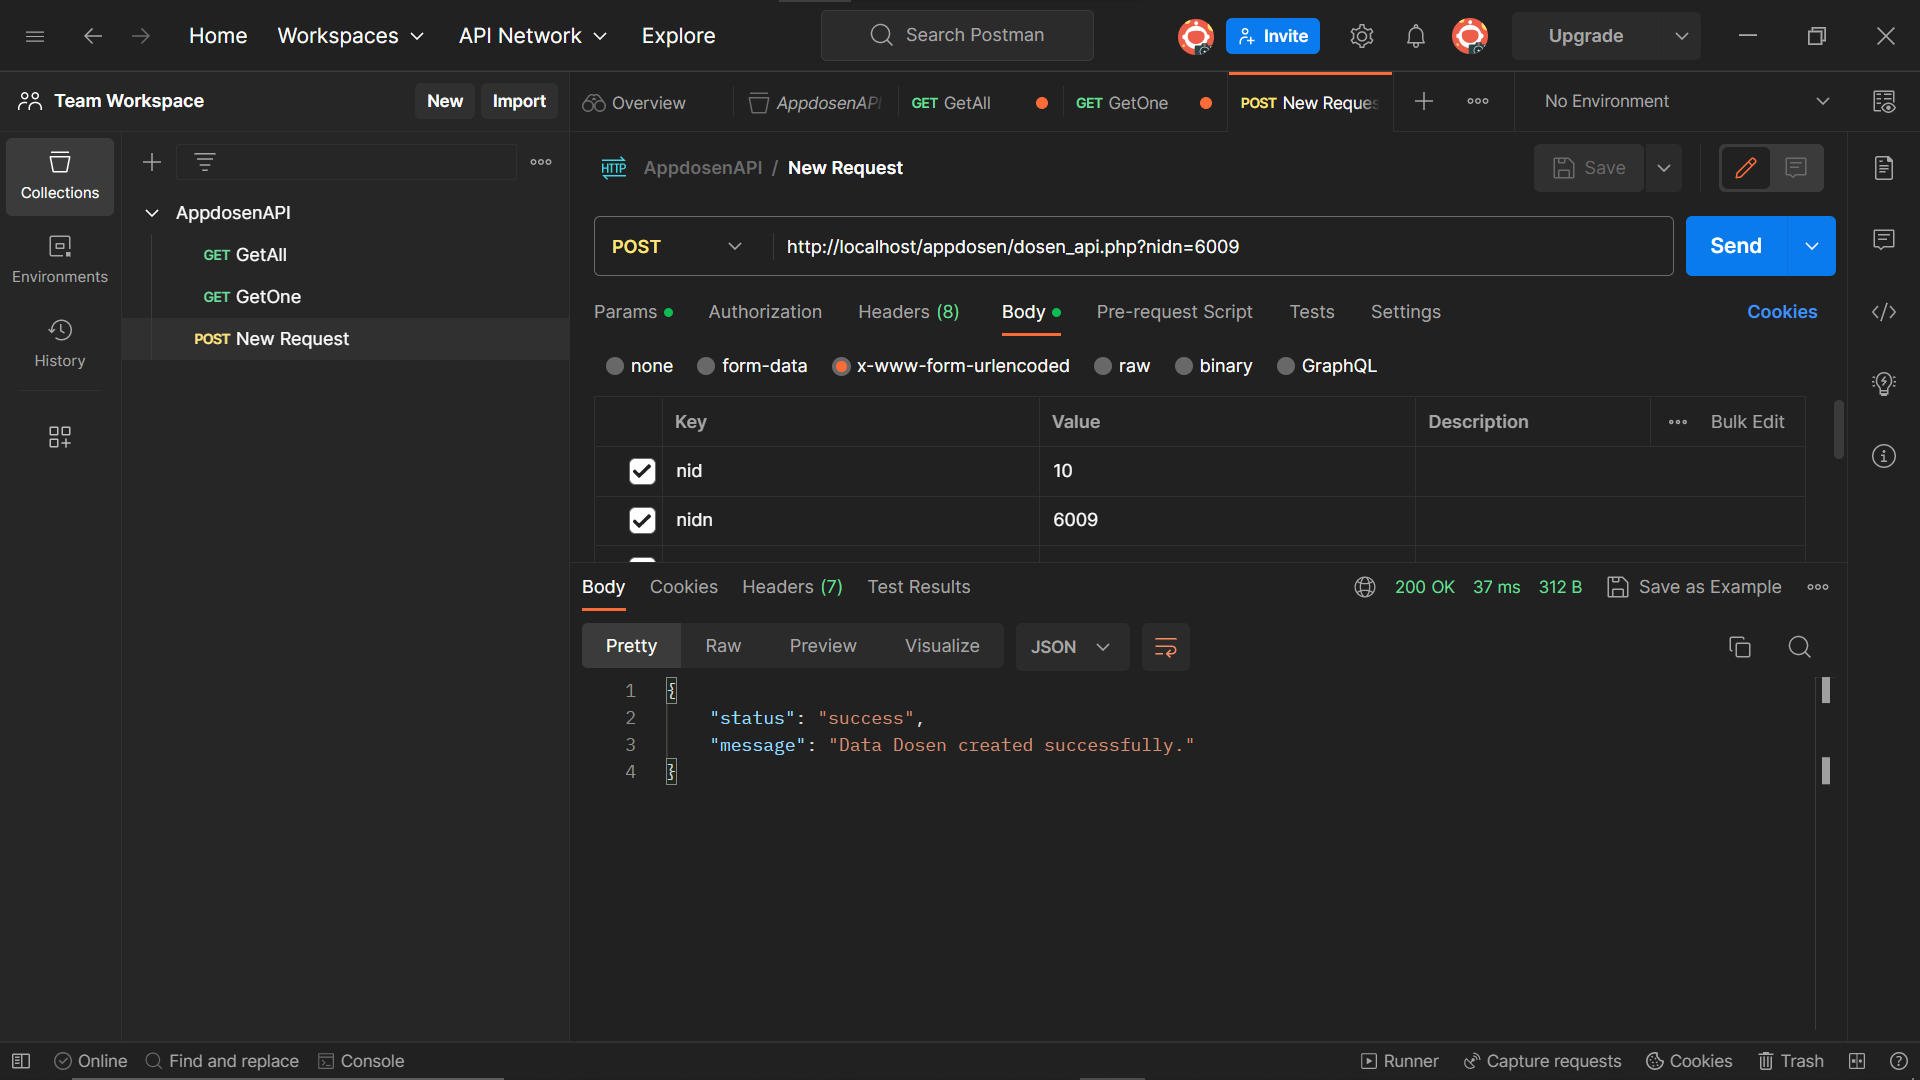 Home Workspaces API Network Explore Search Postman Invite Upgrade
Team Workspace New Import Overview AppdosenAPI GET GetAll GET GetOne POST New Reques No Environment
Collections
Environments
History
AppdosenAPI
GET GetAll
GET GetOne
POST New Request
HTTP AppdosenAPI / New Request Save
POST http://localhost/appdosen/dosen_api.php?nidn=6009 Send
Params Authorization Headers (8) Body Pre-request Script Tests Settings Cookies
none form-data x-www-form-urlencoded raw binary GraphQL
Key Value Description Bulk Edit
nid 10
nidn 6009
Body Cookies Headers (7) Test Results 200 OK 37 ms 312 B Save as Example
Pretty Raw Preview Visualize JSON
1 {
2 "status": "success",
3 "message": "Data Dosen created successfully."
4 }
Online Find and replace Console Runner Capture requests Cookies Trash